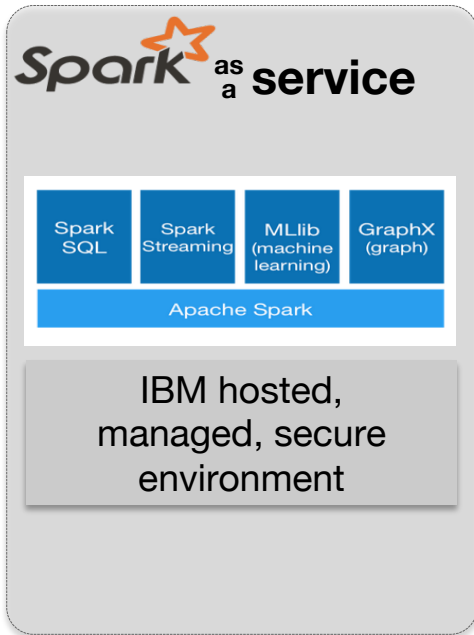 Spark as a service
Spark SQL
Spark Streaming
MLlib (machine learning)
GraphX (graph)
Apache Spark
IBM hosted,
managed, secure
environment